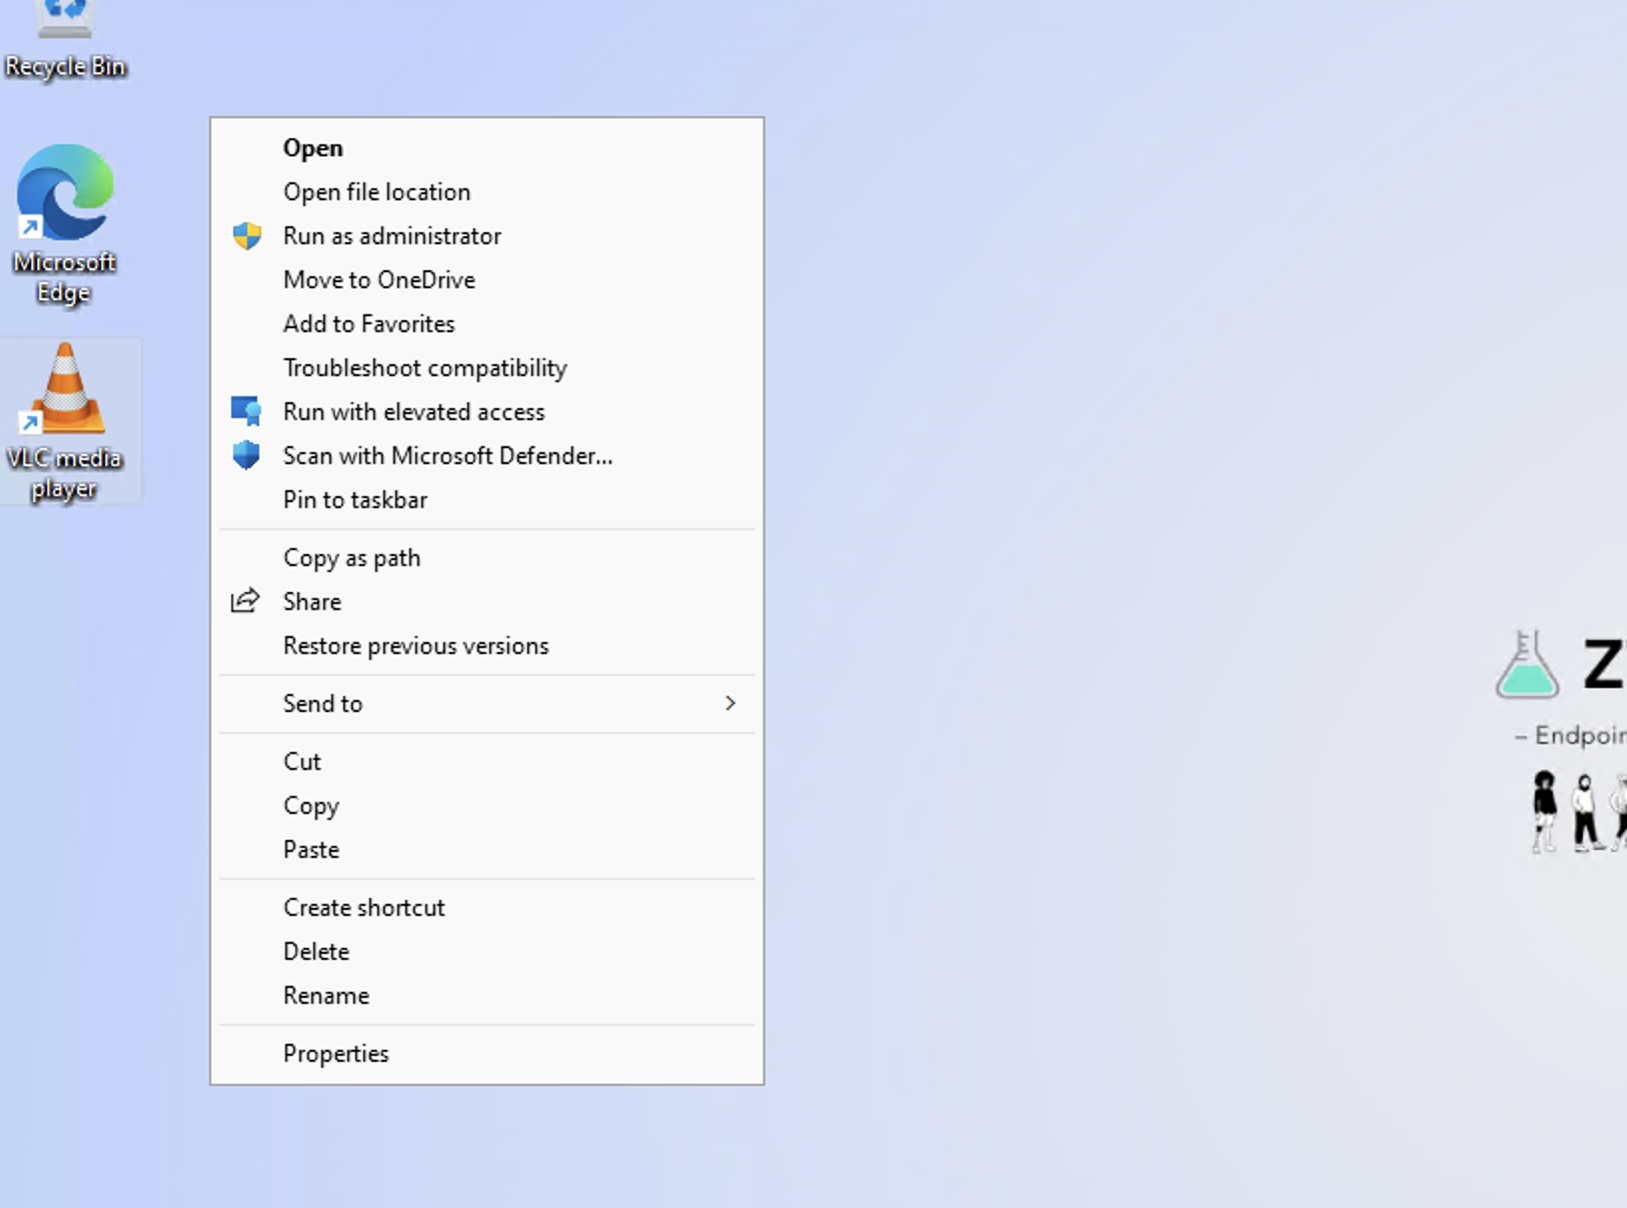 Recycle Bin
Microsoft
Edge
VLC media
player
Open
Open file location
Run as administrator
Move to OneDrive
Add to Favorites
Troubleshoot compatibility
Run with elevated access
Scan with Microsoft Defender...
Pin to taskbar
Copy as path
Share
Restore previous versions
Send to
Cut
Copy
Paste
Create shortcut
Delete
Rename
Properties
Z
– Endpoin